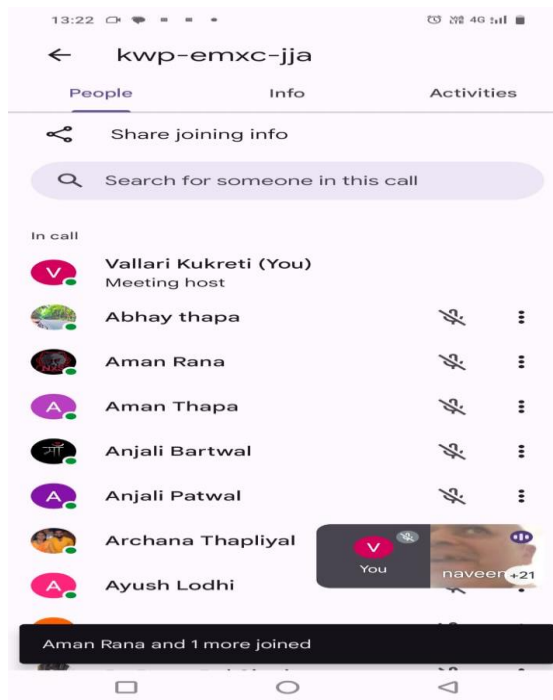 13:22
4G
kwp-emxc-jja
People Info Activities
Share joining info
Search for someone in this call
In call
V Vallari Kukreti (You)
Meeting host
Abhay thapa
Aman Rana
A Aman Thapa
माँ Anjali Bartwal
A Anjali Patwal
Archana Thapliyal
V
You naveen +21
A Ayush Lodhi
Aman Rana and 1 more joined